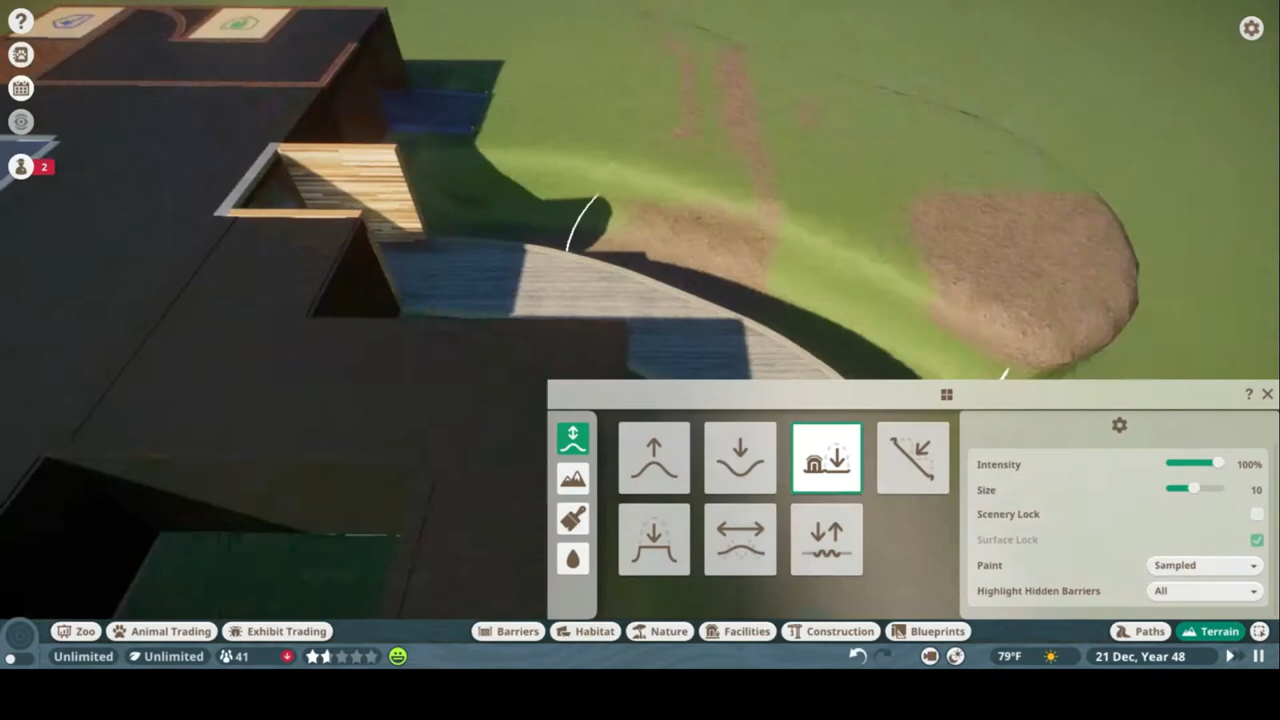 ?
2
? ×
Intensity 100%
Size 10
Scenery Lock
Surface Lock
Paint Sampled
Highlight Hidden Barriers All
Zoo Animal Trading Exhibit Trading Barriers Habitat Nature Facilities Construction Blueprints Paths Terrain
Unlimited Unlimited 41 79°F 21 Dec, Year 48